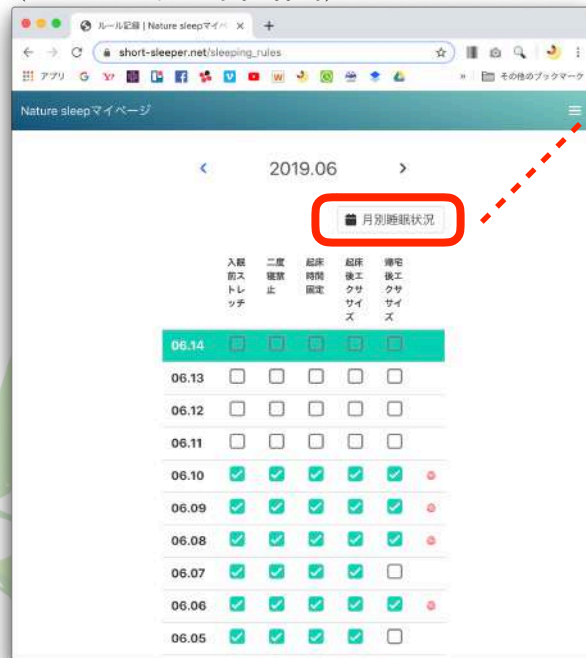 ルール記録 | Nature sleepマイペ
short-sleeper.net/sleeping_rules
アプリ
その他のブックマーク
Nature sleepマイページ
2019.06
月別睡眠状況
入眠前ストレッチ
二度寝禁止
起床時間固定
起床後エクササイズ
帰宅後エクササイズ
06.14
06.13
06.12
06.11
06.10
06.09
06.08
06.07
06.06
06.05